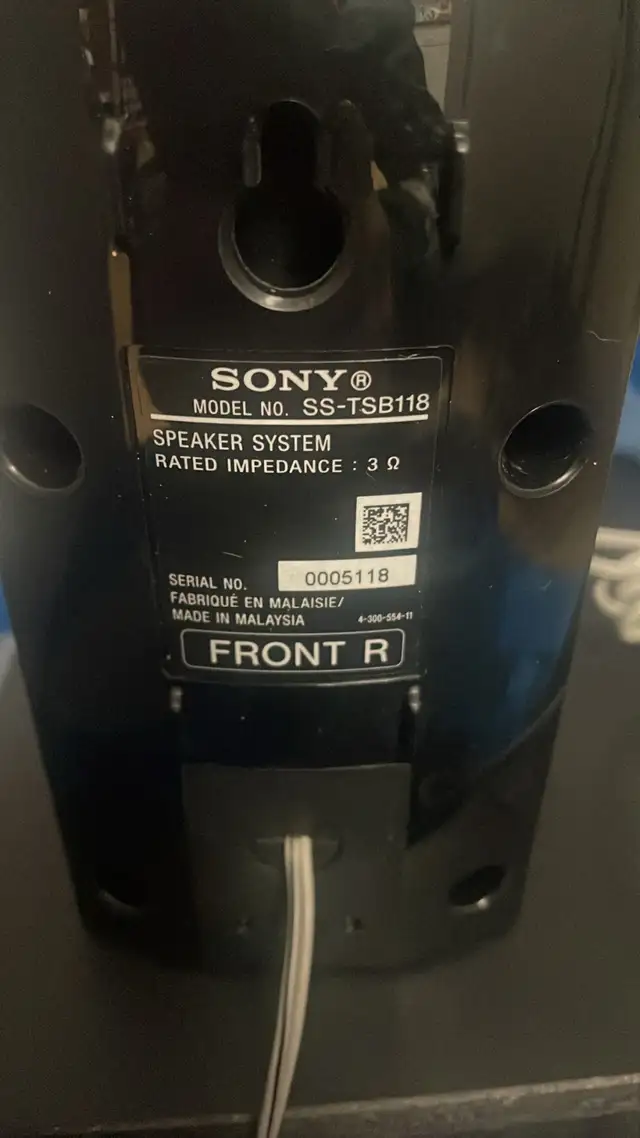 SONY®
MODEL NO. SS-TSB118
SPEAKER SYSTEM
RATED IMPEDANCE : 3 Ω
SERIAL NO. 0005118
FABRIQUÉ EN MALAISIE/
MADE IN MALAYSIA 4-300-554-11
FRONT R